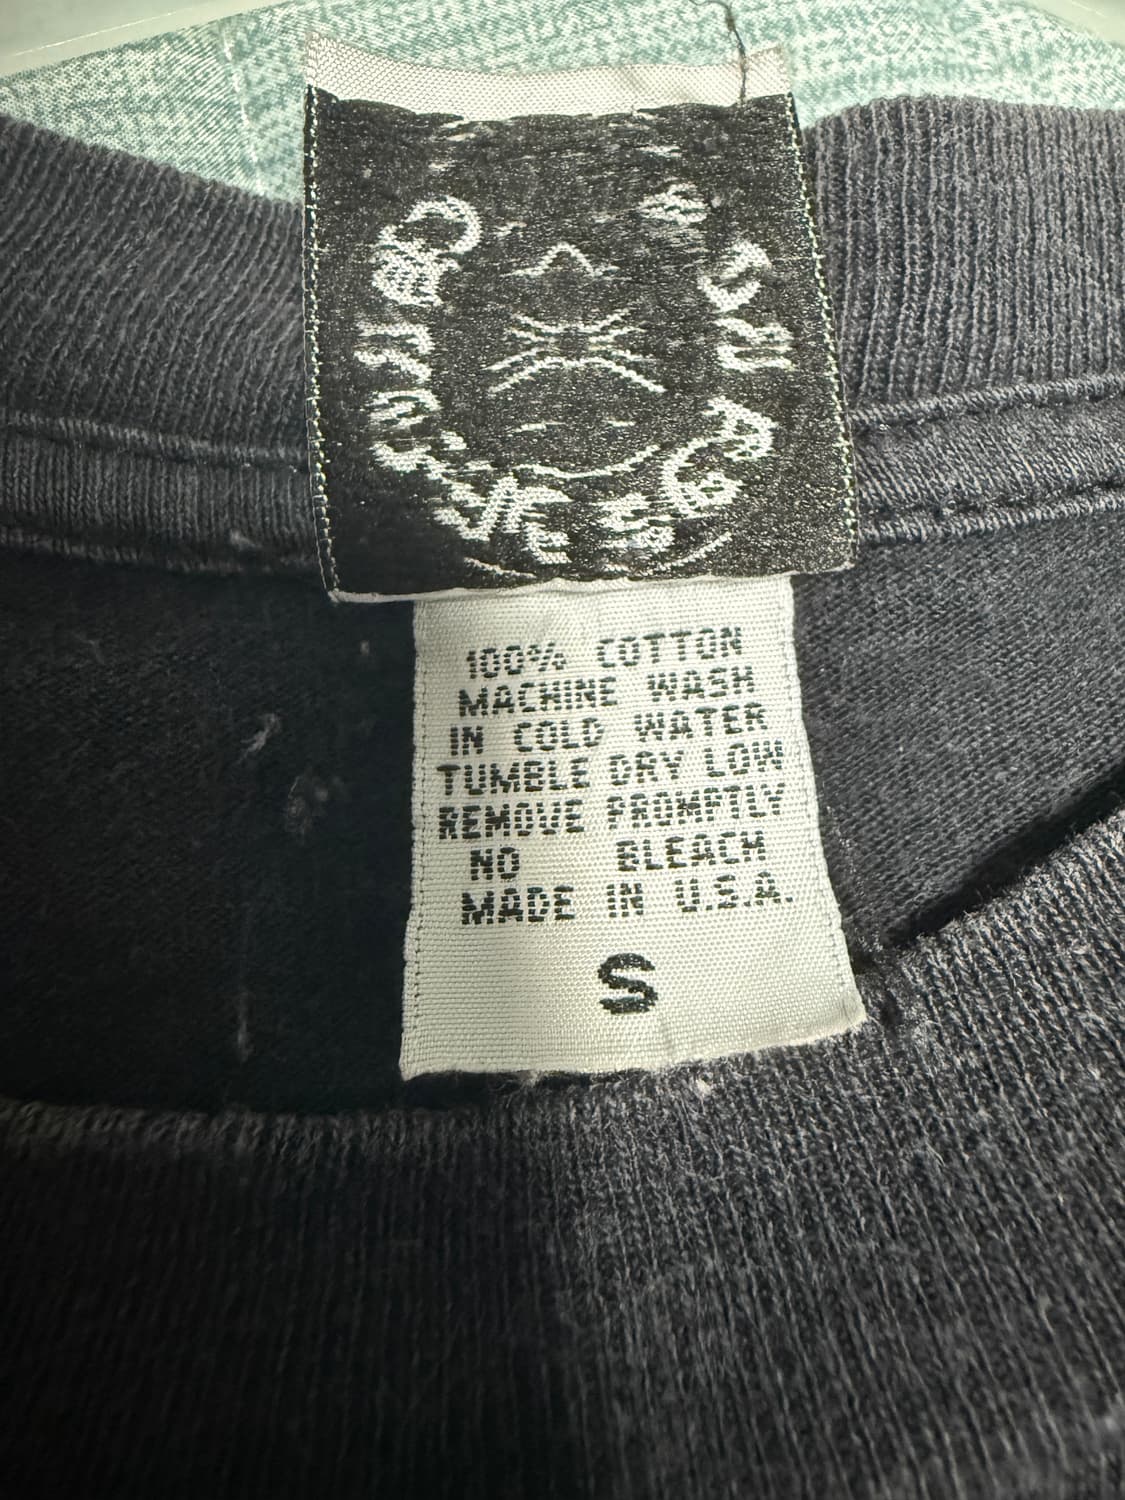 100% COTTON
MACHINE WASH
IN COLD WATER
TUMBLE DRY LOW
REMOVE PROMPTLY
NO BLEACH
MADE IN U.S.A.
S